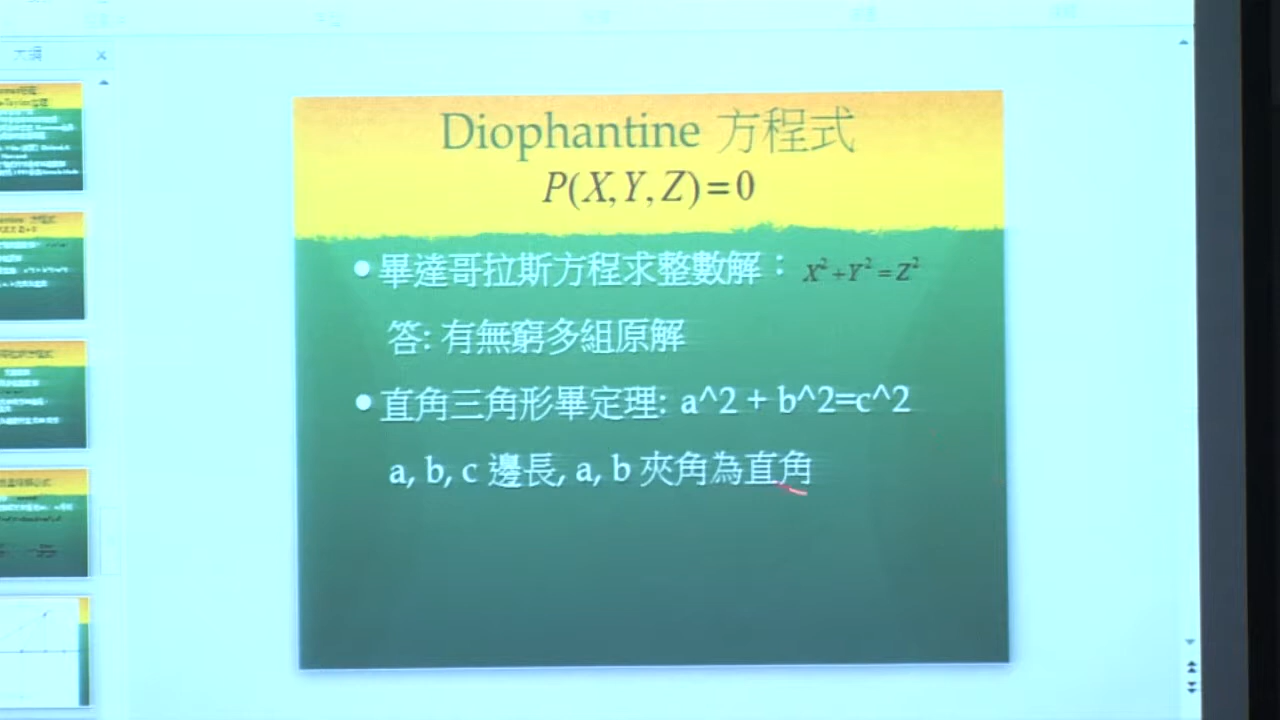 大綱
Diophantine 方程式
P(X,Y,Z)=0
• 畢達哥拉斯方程求整數解： X²+Y²=Z²
答: 有無窮多組原解
• 直角三角形畢定理: a^2 + b^2=c^2
a, b, c 邊長, a, b 夾角為直角